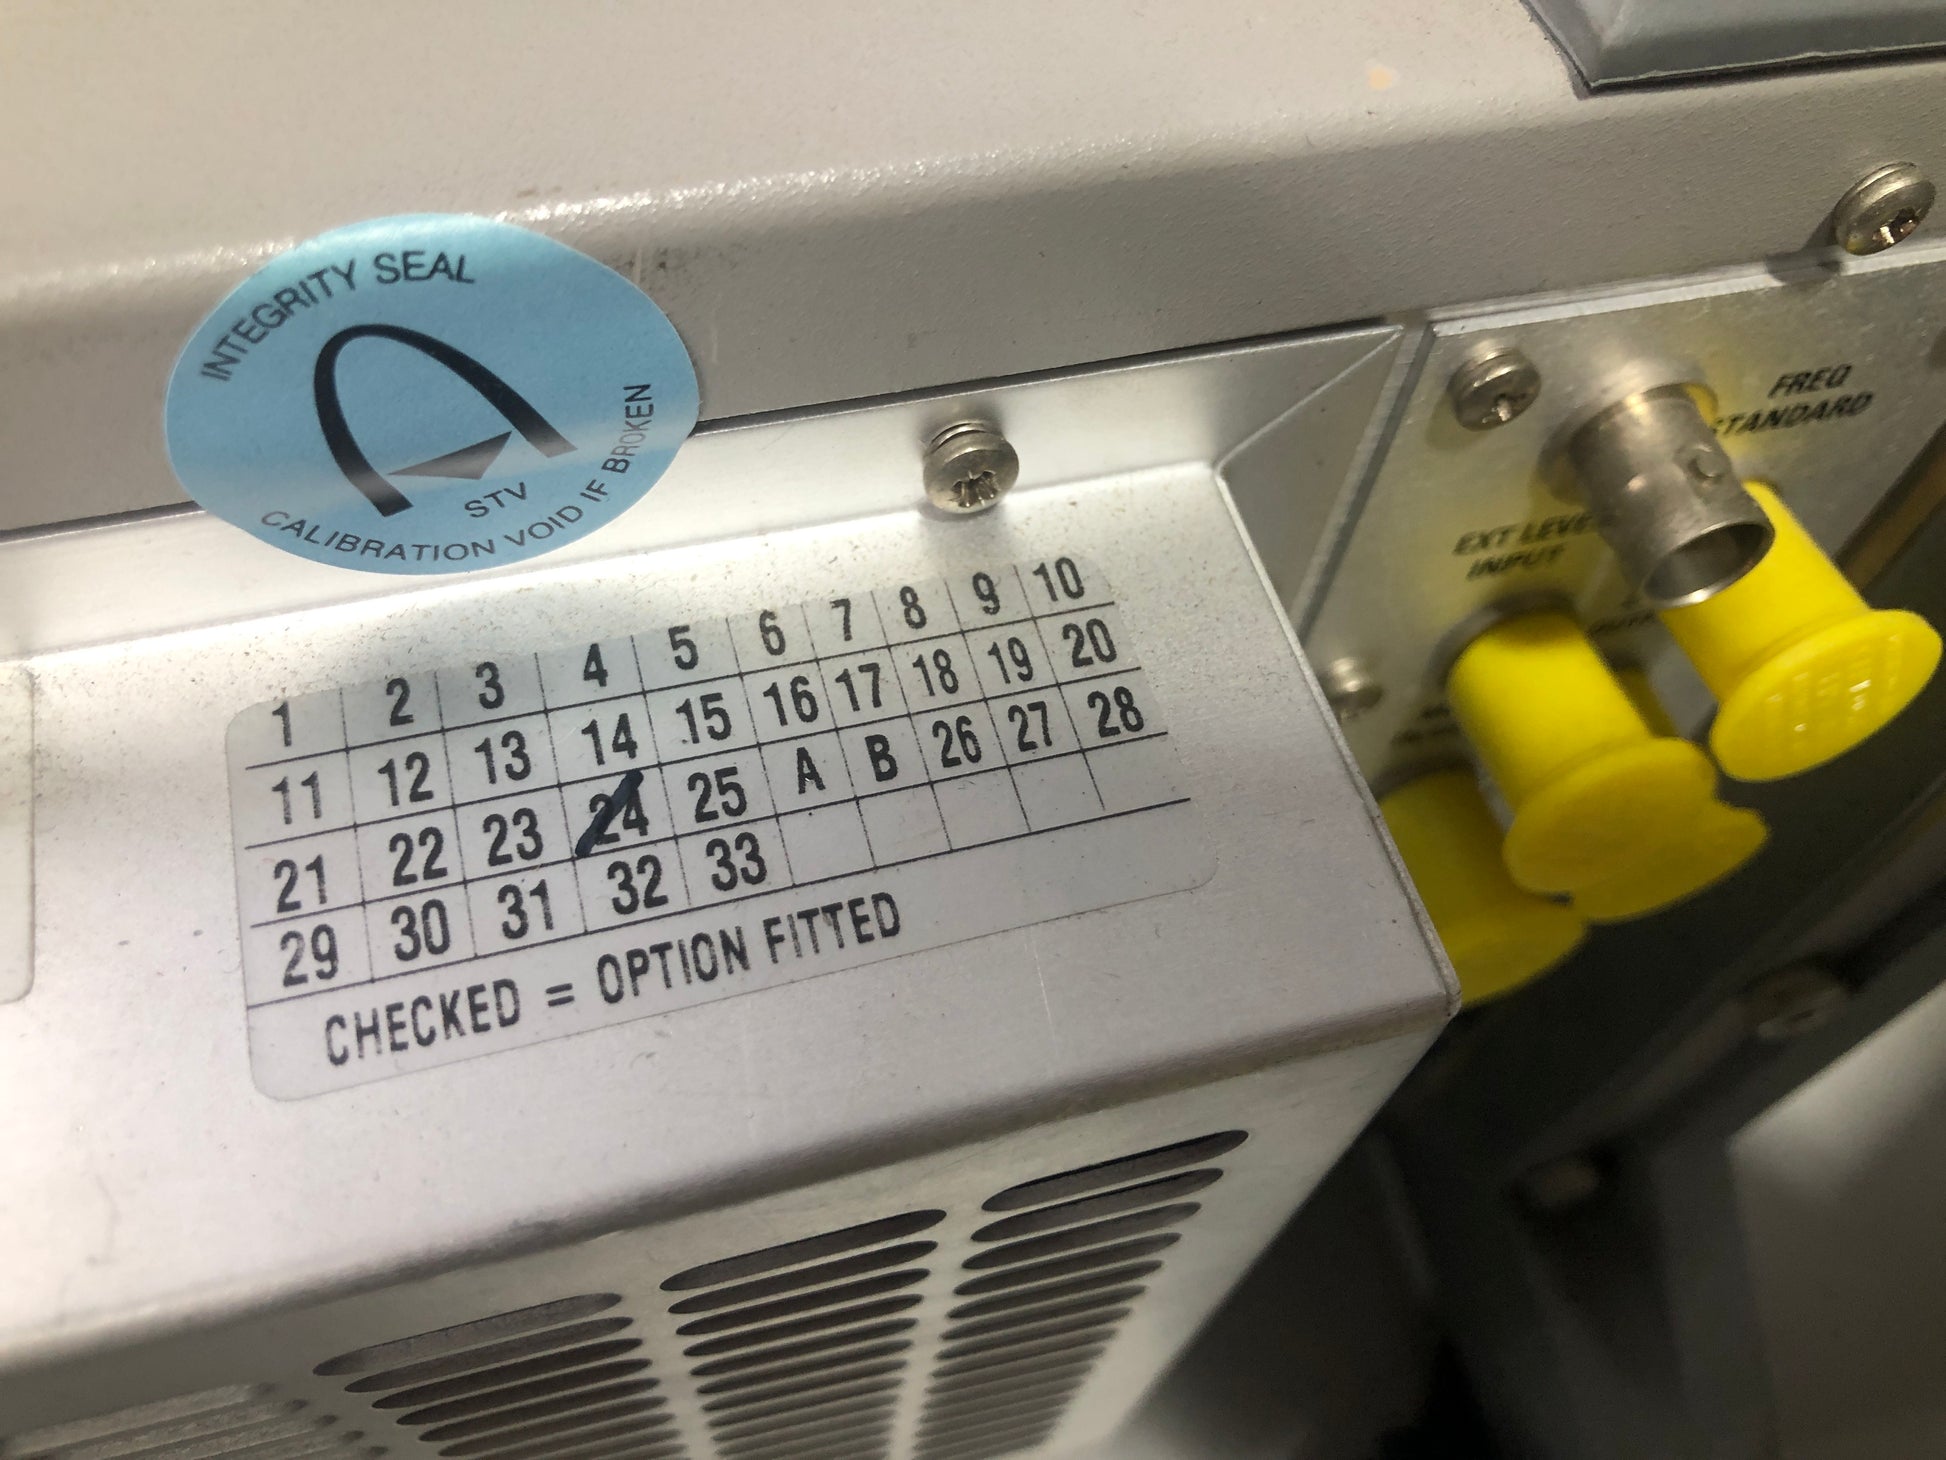 INTEGRITY SEAL
STV
CALIBRATION VOID IF BROKEN
1 2 3 4 5 6 7 8 9 10
11 12 13 14 15 16 17 18 19 20
21 22 23 24 25 A B 26 27 28
29 30 31 32 33
CHECKED = OPTION FITTED
FREQ
STANDARD
EXT LEVEL
INPUT